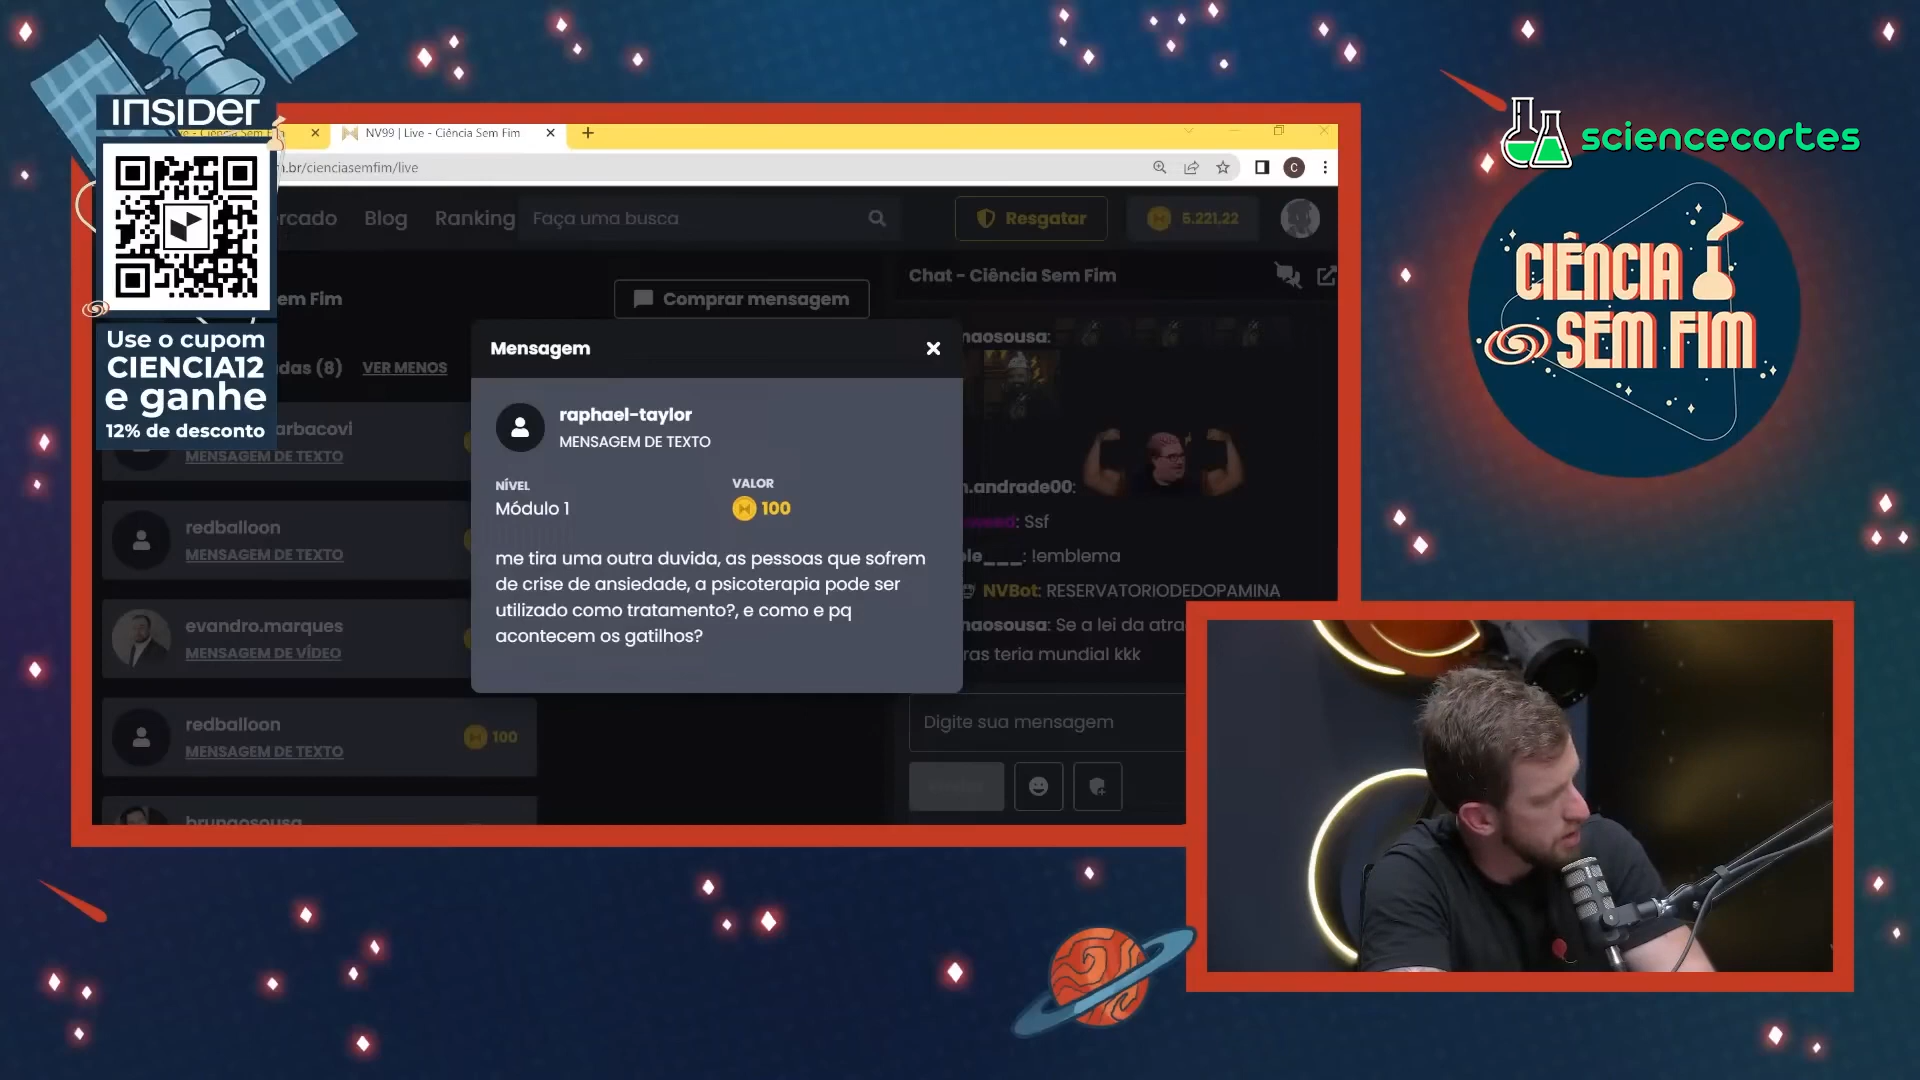 INSIDER
Use o cupom
CIENCIA12
e ganhe
12% de desconto
Ciência Sem Fim
NV99 | Live - Ciência Sem Fim
.br/cienciasemfim/live
Blog
Ranking
Faça uma busca
Resgatar
5.221,22
em Fim
Comprar mensagem
das (8)
VER MENOS
arbacovi
MENSAGEM DE TEXTO
redballoon
MENSAGEM DE TEXTO
evandro.marques
MENSAGEM DE VÍDEO
redballoon
MENSAGEM DE TEXTO
100
brunaosousa
Mensagem
raphael-taylor
MENSAGEM DE TEXTO
NÍVEL
VALOR
Módulo 1
100
me tira uma outra duvida, as pessoas que sofrem
de crise de ansiedade, a psicoterapia pode ser
utilizado como tratamento?, e como e pq
acontecem os gatilhos?
Chat - Ciência Sem Fim
naosousa:
n.andrade00:
: Ssf
le___: !emblema
NVBot: RESERVATORIODEDOPAMINA
naosousa: Se a lei da atra
ras teria mundial kkk
Digite sua mensagem
sciencecortes
CIÊNCIA
SEM FIM